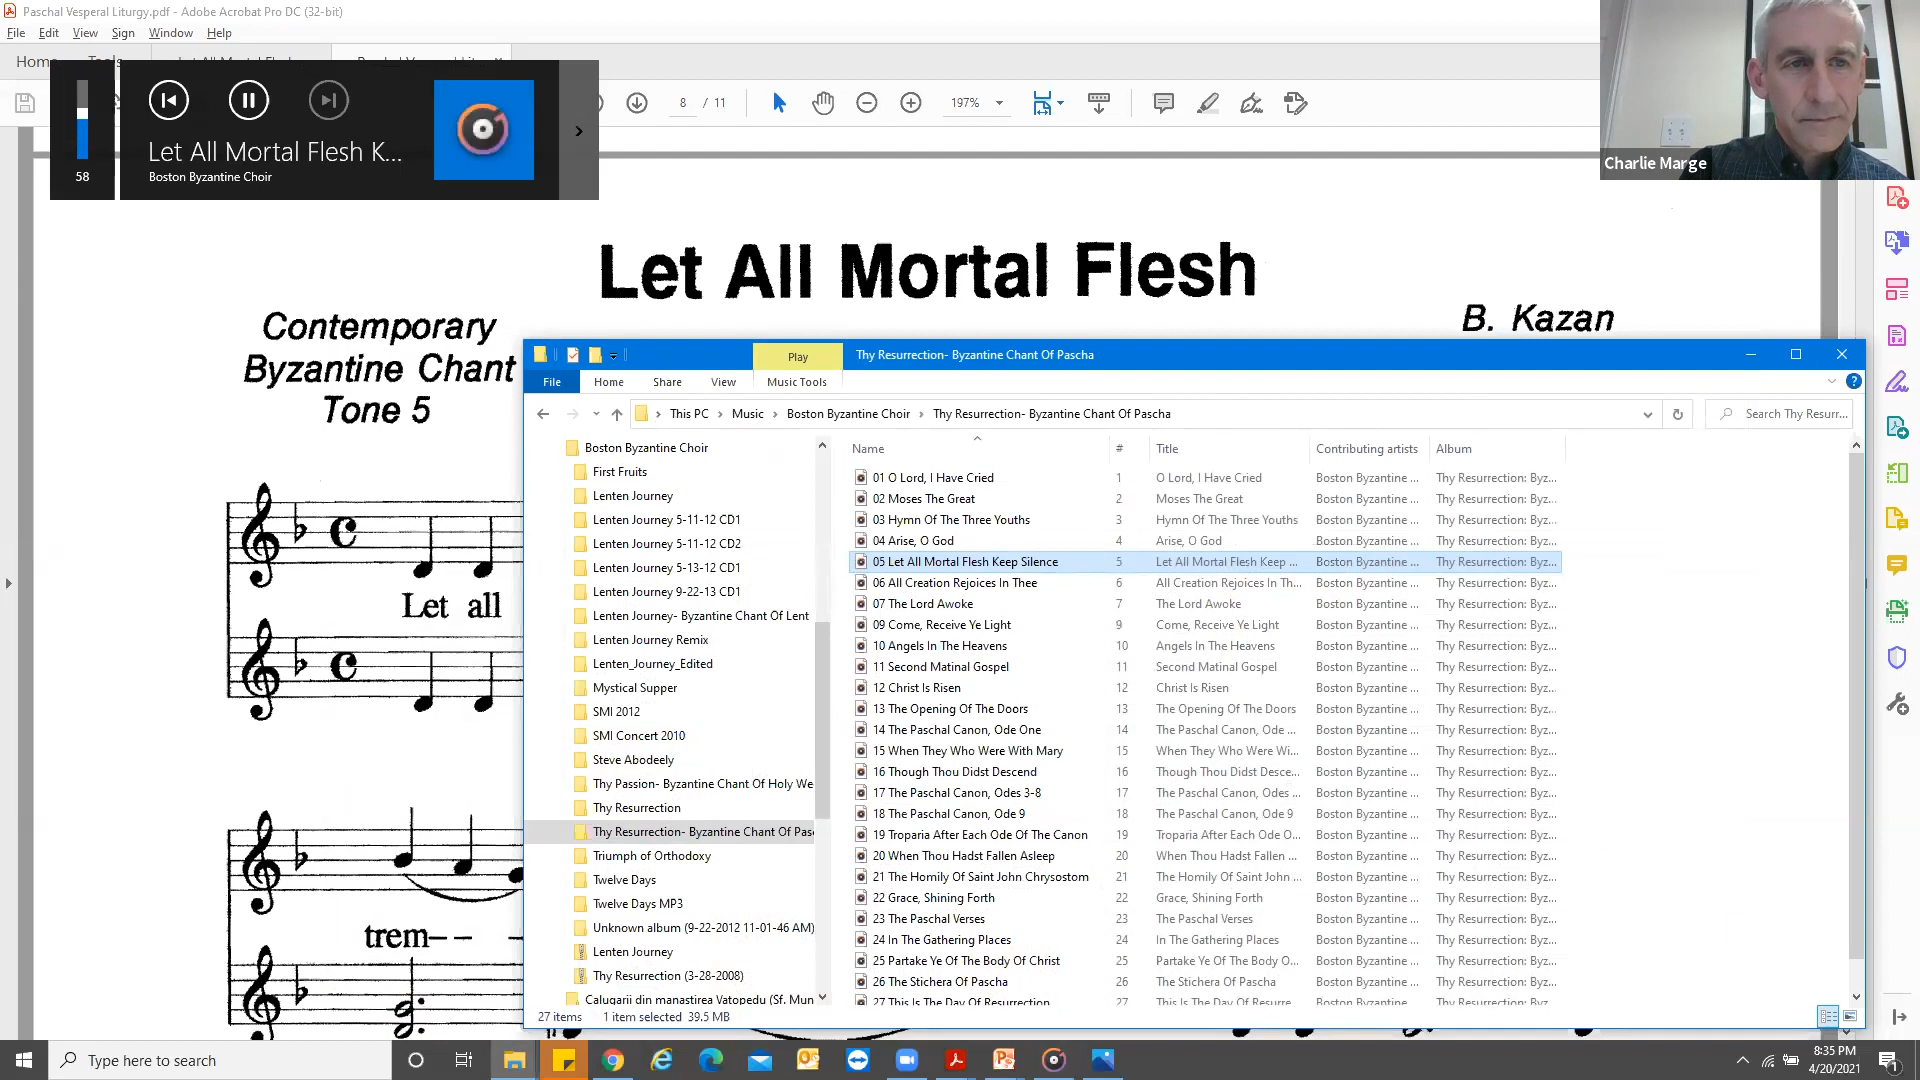 Paschal Vesperal Liturgy.pdf - Adobe Acrobat Pro DC (32-bit)
File Edit View Sign Window Help
Home Tools
8 / 11 197%
58
Let All Mortal Flesh K...
Boston Byzantine Choir
Charlie Marge
Let All Mortal Flesh
Contemporary
Byzantine Chant
Tone 5
B. Kazan
Let all
trem-- -
Play
Thy Resurrection- Byzantine Chant Of Pascha
File Home Share View Music Tools
This PC > Music > Boston Byzantine Choir > Thy Resurrection- Byzantine Chant Of Pascha
Search Thy Resurr...
Boston Byzantine Choir
First Fruits
Lenten Journey
Lenten Journey 5-11-12 CD1
Lenten Journey 5-11-12 CD2
Lenten Journey 5-13-12 CD1
Lenten Journey 9-22-13 CD1
Lenten Journey- Byzantine Chant Of Lent
Lenten Journey Remix
Lenten_Journey_Edited
Mystical Supper
SMI 2012
SMI Concert 2010
Steve Abodeely
Thy Passion- Byzantine Chant Of Holy We
Thy Resurrection
Thy Resurrection- Byzantine Chant Of Pas
Triumph of Orthodoxy
Twelve Days
Twelve Days MP3
Unknown album (9-22-2012 11-01-46 AM)
Lenten Journey
Thy Resurrection (3-28-2008)
Calugarii din manastirea Vatopedu (Sf. Mun
Name # Title Contributing artists Album
01 O Lord, I Have Cried 1 O Lord, I Have Cried Boston Byzantine ... Thy Resurrection: Byz...
02 Moses The Great 2 Moses The Great Boston Byzantine ... Thy Resurrection: Byz...
03 Hymn Of The Three Youths 3 Hymn Of The Three Youths Boston Byzantine ... Thy Resurrection: Byz...
04 Arise, O God 4 Arise, O God Boston Byzantine ... Thy Resurrection: Byz...
05 Let All Mortal Flesh Keep Silence 5 Let All Mortal Flesh Keep ... Boston Byzantine ... Thy Resurrection: Byz...
06 All Creation Rejoices In Thee 6 All Creation Rejoices In Th... Boston Byzantine ... Thy Resurrection: Byz...
07 The Lord Awoke 7 The Lord Awoke Boston Byzantine ... Thy Resurrection: Byz...
09 Come, Receive Ye Light 9 Come, Receive Ye Light Boston Byzantine ... Thy Resurrection: Byz...
10 Angels In The Heavens 10 Angels In The Heavens Boston Byzantine ... Thy Resurrection: Byz...
11 Second Matinal Gospel 11 Second Matinal Gospel Boston Byzantine ... Thy Resurrection: Byz...
12 Christ Is Risen 12 Christ Is Risen Boston Byzantine ... Thy Resurrection: Byz...
13 The Opening Of The Doors 13 The Opening Of The Doors Boston Byzantine ... Thy Resurrection: Byz...
14 The Paschal Canon, Ode One 14 The Paschal Canon, Ode ... Boston Byzantine ... Thy Resurrection: Byz...
15 When They Who Were With Mary 15 When They Who Were Wi... Boston Byzantine ... Thy Resurrection: Byz...
16 Though Thou Didst Descend 16 Though Thou Didst Desce... Boston Byzantine ... Thy Resurrection: Byz...
17 The Paschal Canon, Odes 3-8 17 The Paschal Canon, Odes ... Boston Byzantine ... Thy Resurrection: Byz...
18 The Paschal Canon, Ode 9 18 The Paschal Canon, Ode 9 Boston Byzantine ... Thy Resurrection: Byz...
19 Troparia After Each Ode Of The Canon 19 Troparia After Each Ode O... Boston Byzantine ... Thy Resurrection: Byz...
20 When Thou Hadst Fallen Asleep 20 When Thou Hadst Fallen ... Boston Byzantine ... Thy Resurrection: Byz...
21 The Homily Of Saint John Chrysostom 21 The Homily Of Saint John ... Boston Byzantine ... Thy Resurrection: Byz...
22 Grace, Shining Forth 22 Grace, Shining Forth Boston Byzantine ... Thy Resurrection: Byz...
23 The Paschal Verses 23 The Paschal Verses Boston Byzantine ... Thy Resurrection: Byz...
24 In The Gathering Places 24 In The Gathering Places Boston Byzantine ... Thy Resurrection: Byz...
25 Partake Ye Of The Body Of Christ 25 Partake Ye Of The Body O... Boston Byzantine ... Thy Resurrection: Byz...
26 The Stichera Of Pascha 26 The Stichera Of Pascha Boston Byzantine ... Thy Resurrection: Byz...
27 This Is The Day Of Resurrection 27 This Is The Day Of Resurre... Boston Byzantine ... Thy Resurrection: Byz...
27 items 1 item selected 39.5 MB
Type here to search
8:35 PM
4/20/2021
1